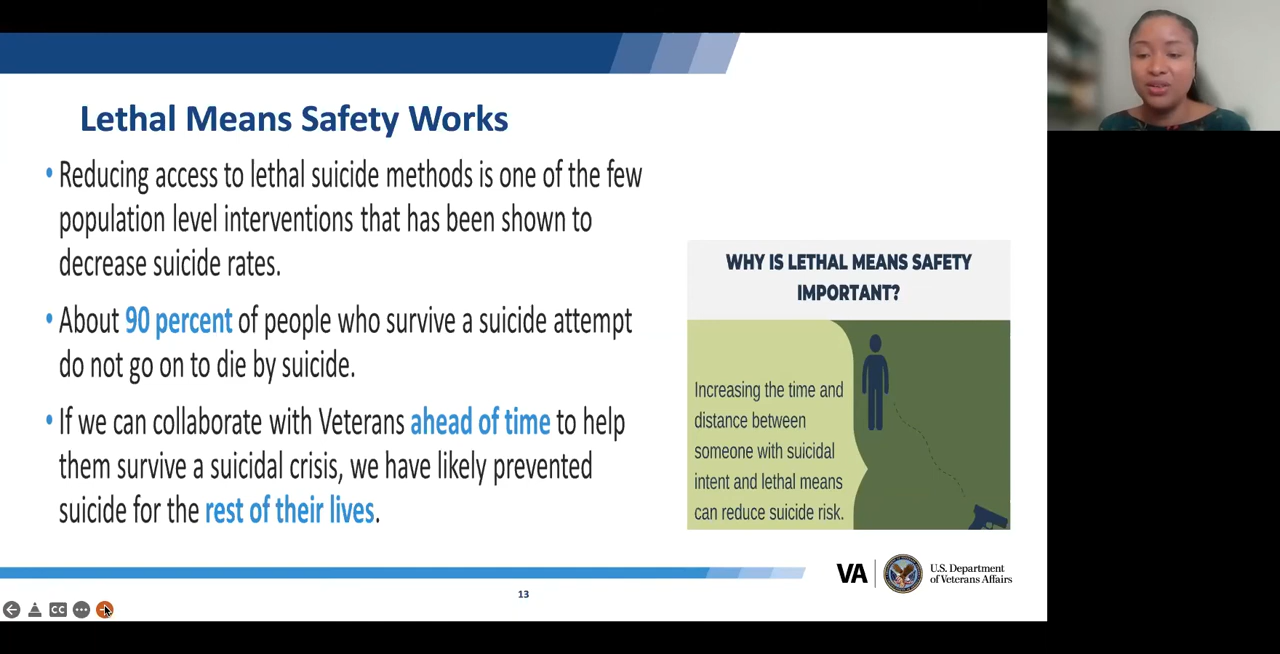 Lethal Means Safety Works
• Reducing access to lethal suicide methods is one of the few
population level interventions that has been shown to
decrease suicide rates.
• About 90 percent of people who survive a suicide attempt
do not go on to die by suicide.
• If we can collaborate with Veterans ahead of time to help
them survive a suicidal crisis, we have likely prevented
suicide for the rest of their lives.
WHY IS LETHAL MEANS SAFETY
IMPORTANT?
Increasing the time and
distance between
someone with suicidal
intent and lethal means
can reduce suicide risk.
VA
U.S. Department
of Veterans Affairs
13
CC